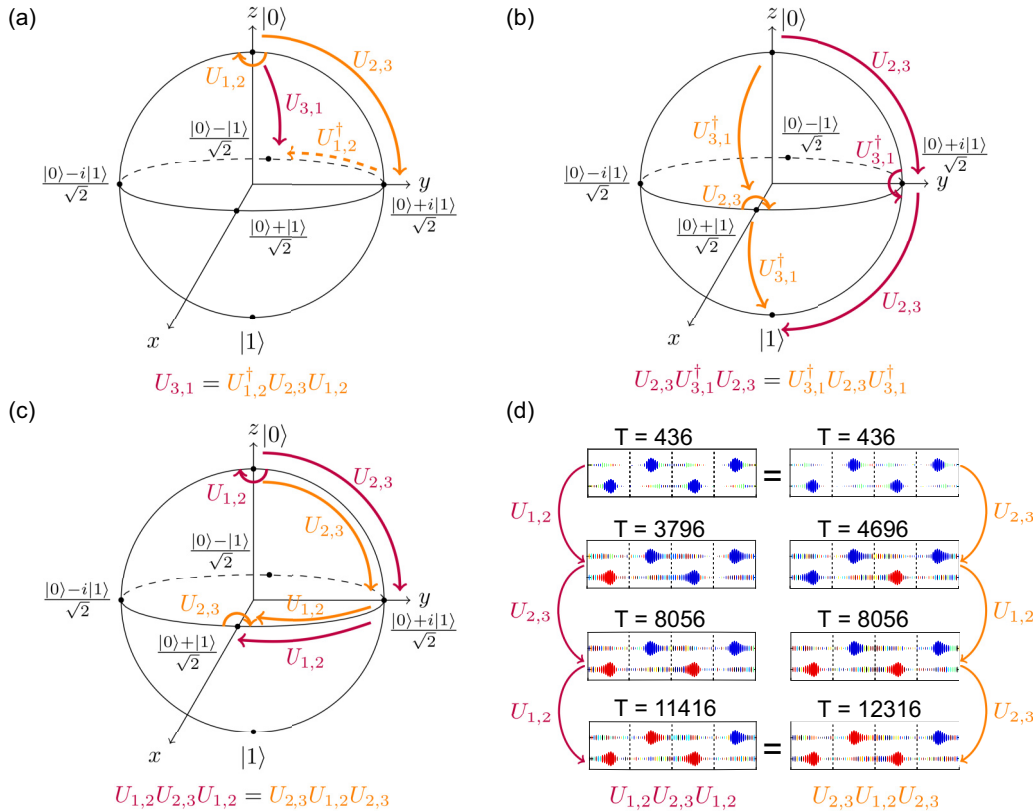 (a)
z
|0⟩
U_{1,2}
U_{2,3}
U_{3,1}
U^†_{1,2}
|0⟩−|1⟩/√2
|0⟩−i|1⟩/√2
y
|0⟩+i|1⟩/√2
|0⟩+|1⟩/√2
x
|1⟩
U_{3,1} = U^†_{1,2}U_{2,3}U_{1,2}
(b)
z
|0⟩
U_{2,3}
U^†_{3,1}
|0⟩−|1⟩/√2
U^†_{3,1}
|0⟩+i|1⟩/√2
|0⟩−i|1⟩/√2
y
U_{2,3}
|0⟩+|1⟩/√2
U^†_{3,1}
U_{2,3}
x
|1⟩
U_{2,3}U^†_{3,1}U_{2,3} = U^†_{3,1}U_{2,3}U^†_{3,1}
(c)
z
|0⟩
U_{1,2}
U_{2,3}
U_{2,3}
|0⟩−|1⟩/√2
|0⟩−i|1⟩/√2
y
U_{2,3}
U_{1,2}
|0⟩+i|1⟩/√2
|0⟩+|1⟩/√2
U_{1,2}
x
|1⟩
U_{1,2}U_{2,3}U_{1,2} = U_{2,3}U_{1,2}U_{2,3}
(d)
T = 436
T = 436
=
U_{1,2}
U_{2,3}
T = 3796
T = 4696
U_{2,3}
U_{1,2}
T = 8056
T = 8056
U_{1,2}
U_{2,3}
T = 11416
T = 12316
=
U_{1,2}U_{2,3}U_{1,2}
U_{2,3}U_{1,2}U_{2,3}